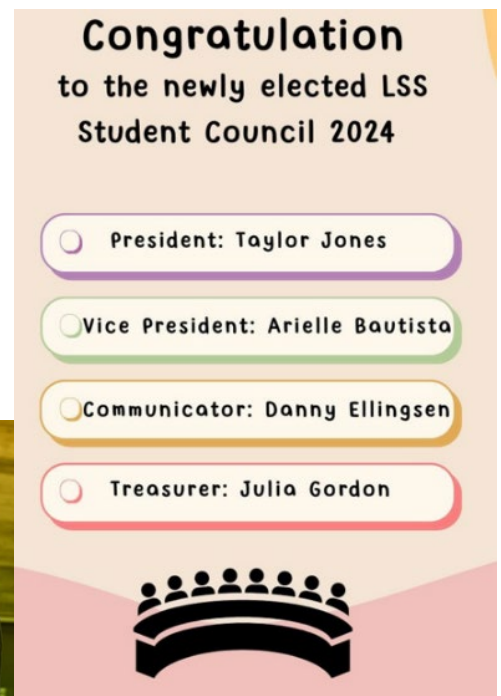 Congratulation
to the newly elected LSS
Student Council 2024
President: Taylor Jones
Vice President: Arielle Bautista
Communicator: Danny Ellingsen
Treasurer: Julia Gordon